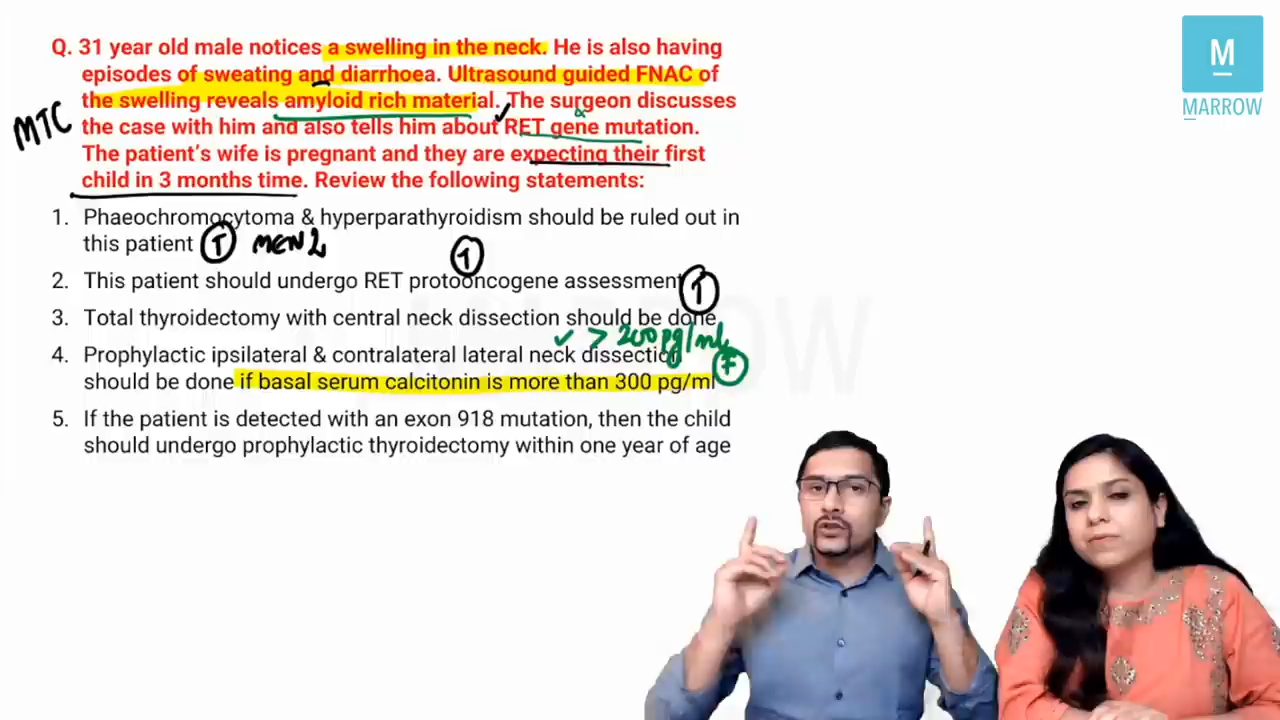 M
MARROW
Q. 31 year old male notices a swelling in the neck. He is also having
episodes of sweating and diarrhoea. Ultrasound guided FNAC of
the swelling reveals amyloid rich material. The surgeon discusses
MTC
the case with him and also tells him about RET gene mutation.
The patient's wife is pregnant and they are expecting their first
child in 3 months time. Review the following statements:
1. Phaeochromocytoma & hyperparathyroidism should be ruled out in
this patient T MEN 2
T
2. This patient should undergo RET protooncogene assessment
T
3. Total thyroidectomy with central neck dissection should be done
✓ > 200 pg/ml
4. Prophylactic ipsilateral & contralateral lateral neck dissection
F
should be done if basal serum calcitonin is more than 300 pg/ml
5. If the patient is detected with an exon 918 mutation, then the child
should undergo prophylactic thyroidectomy within one year of age